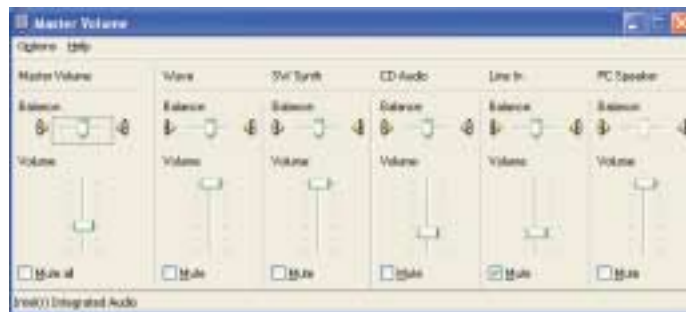 Master Volume
Options Help
Master Volume Wave SW Synth CD Audio Line In PC Speaker
Balance: Balance: Balance: Balance: Balance: Balance:
Volume: Volume: Volume: Volume: Volume: Volume:
Mute all Mute Mute Mute Mute Mute
Intel(r) Integrated Audio